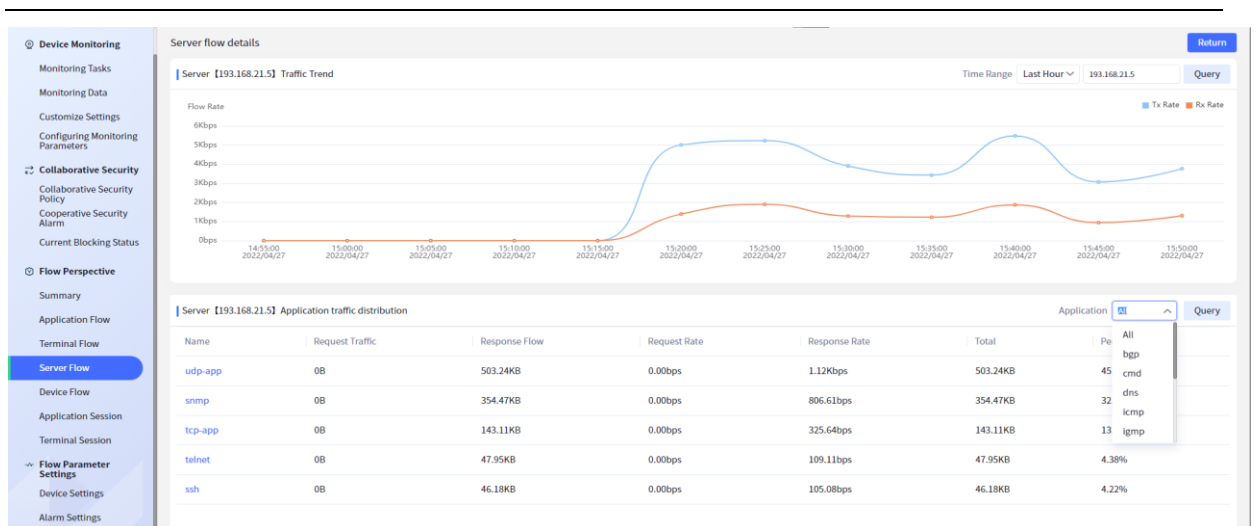 Device Monitoring
Monitoring Tasks
Monitoring Data
Customize Settings
Configuring Monitoring
Parameters
Collaborative Security
Collaborative Security
Policy
Cooperative Security
Alarm
Current Blocking Status
Flow Perspective
Summary
Application Flow
Terminal Flow
Server Flow
Device Flow
Application Session
Terminal Session
Flow Parameter
Settings
Device Settings
Alarm Settings
Server flow details
Return
Server【193.168.21.5】Traffic Trend
Time Range Last Hour 193.168.21.5 Query
Flow Rate
Tx Rate Rx Rate
6Kbps
5Kbps
4Kbps
3Kbps
2Kbps
1Kbps
0bps
14:55:00 15:00:00 15:05:00 15:10:00 15:15:00 15:20:00 15:25:00 15:30:00 15:35:00 15:40:00 15:45:00 15:50:00
2022/04/27 2022/04/27 2022/04/27 2022/04/27 2022/04/27 2022/04/27 2022/04/27 2022/04/27 2022/04/27 2022/04/27 2022/04/27 2022/04/27
Server【193.168.21.5】Application traffic distribution
Application All Query
Name Request Traffic Response Flow Request Rate Response Rate Total Pe
udp-app 0B 503.24KB 0.00bps 1.12Kbps 503.24KB 45
snmp 0B 354.47KB 0.00bps 806.61bps 354.47KB 32
tcp-app 0B 143.11KB 0.00bps 325.64bps 143.11KB 13
telnet 0B 47.95KB 0.00bps 109.11bps 47.95KB 4.38%
ssh 0B 46.18KB 0.00bps 105.08bps 46.18KB 4.22%
All
bgp
cmd
dns
icmp
igmp